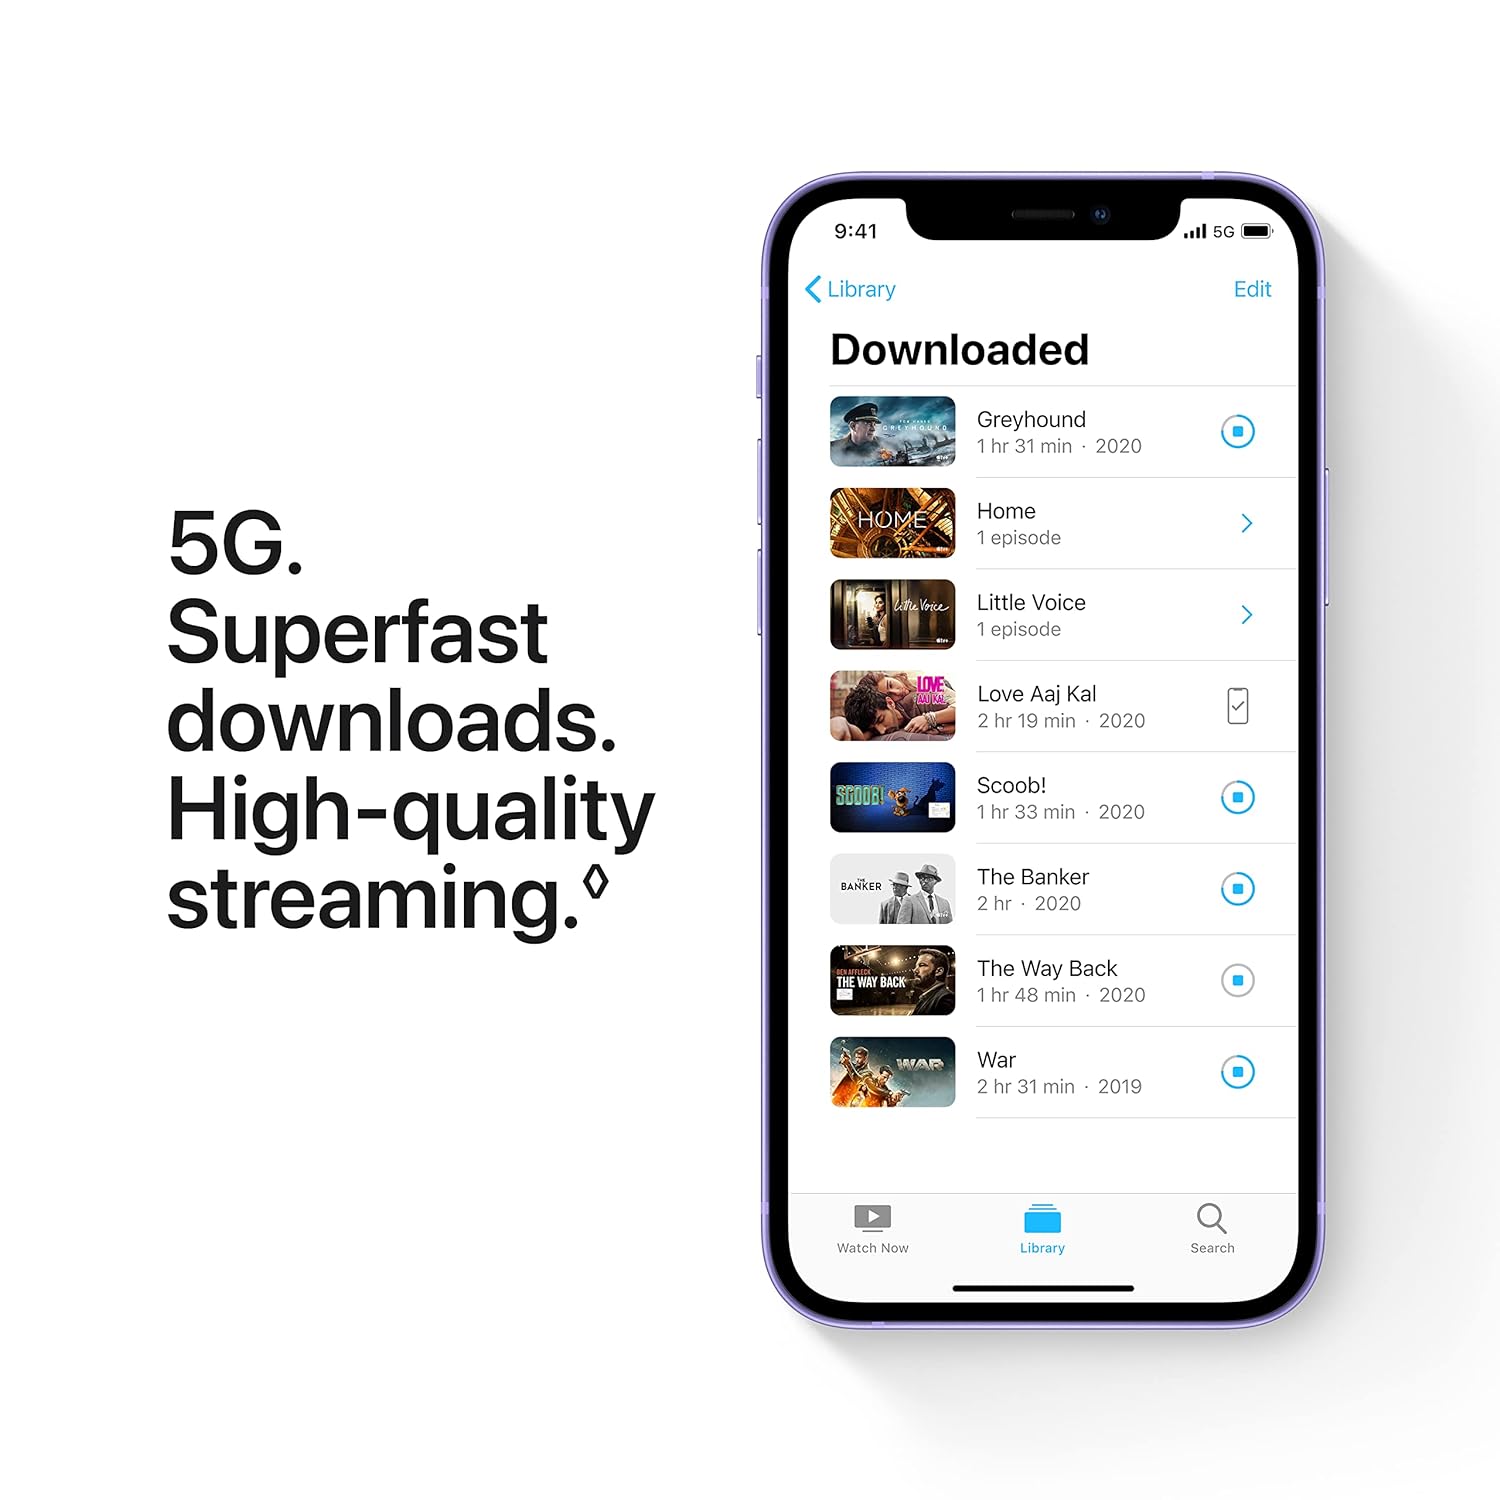 5G.
Superfast
downloads.
High-quality
streaming.◊
9:41
5G
Library
Edit
Downloaded
TOM HANKS
GREYHOUND
Greyhound
1 hr 31 min · 2020
HOME
Home
1 episode
Little Voice
Little Voice
1 episode
LOVE
AAJ KAL
Love Aaj Kal
2 hr 19 min · 2020
SCOOB!
Scoob!
1 hr 33 min · 2020
THE
BANKER
The Banker
2 hr · 2020
BEN AFFLECK
THE WAY BACK
The Way Back
1 hr 48 min · 2020
WAR
War
2 hr 31 min · 2019
Watch Now
Library
Search